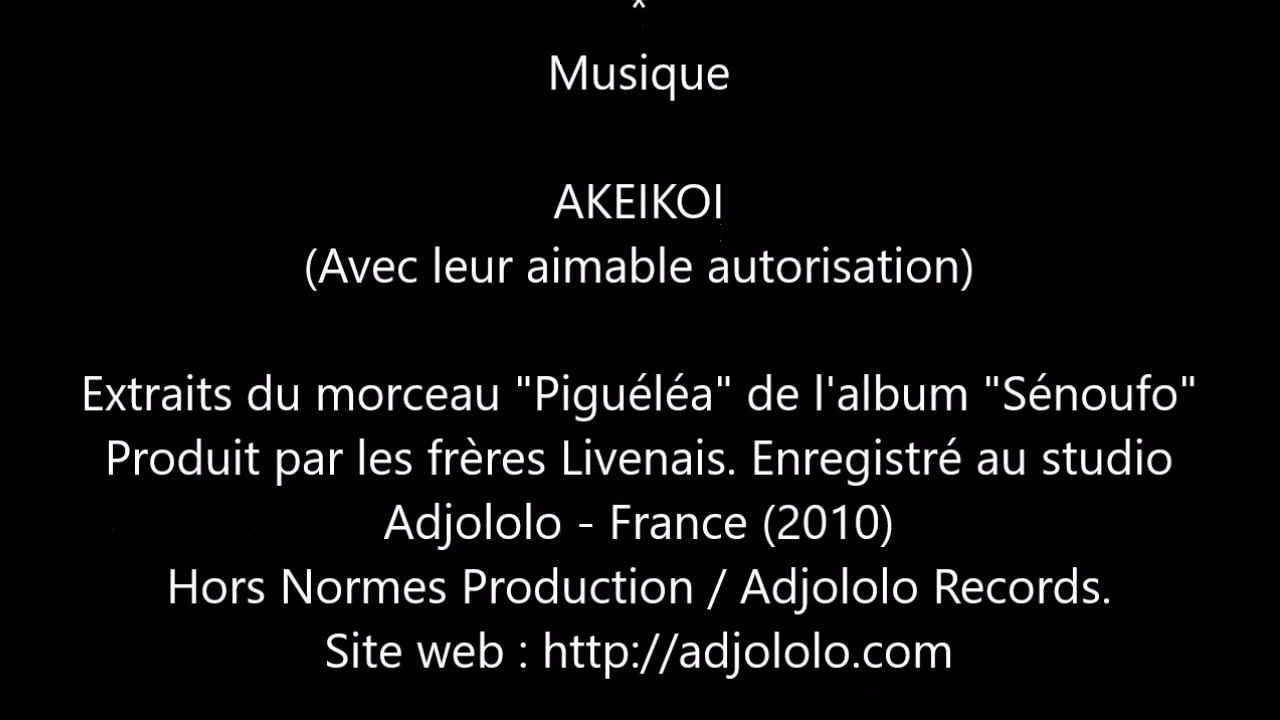 *
Musique
AKEIKOI
(Avec leur aimable autorisation)
Extraits du morceau "Piguéléa" de l'album "Sénoufo"
Produit par les frères Livenais. Enregistré au studio
Adjololo - France (2010)
Hors Normes Production / Adjololo Records.
Site web : http://adjololo.com